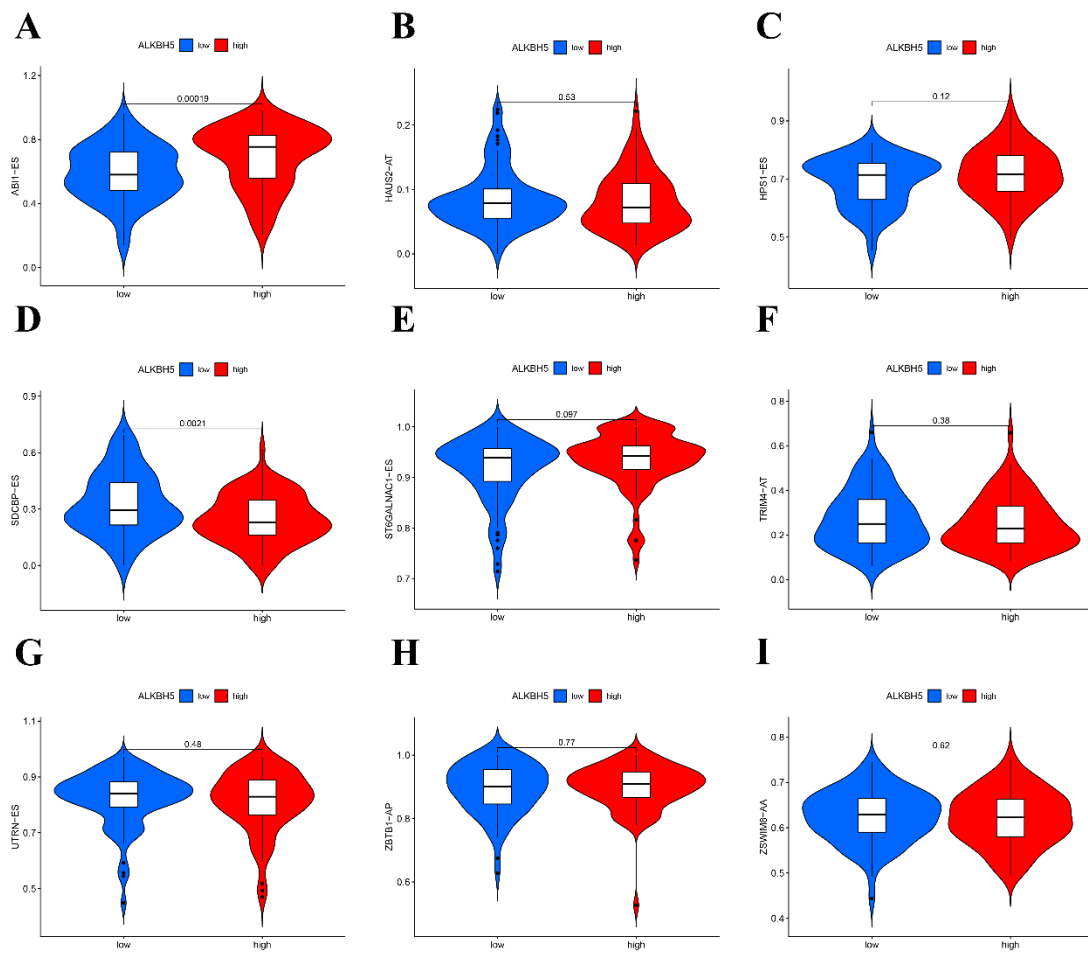 A
ALKBH5 low high
1.2
0.9
0.6
0.3
0.0
ABI1-ES
0.00019
low high
B
ALKBH5 low high
0.2
0.1
0.0
HAUS2-AT
0.53
low high
C
ALKBH5 low high
0.9
0.7
0.5
HPS1-ES
0.12
low high
D
ALKBH5 low high
0.9
0.6
0.3
0.0
SDCBP-ES
0.0021
low high
E
ALKBH5 low high
1.0
0.9
0.8
0.7
ST6GALNAC1-ES
0.097
low high
F
ALKBH5 low high
0.8
0.6
0.4
0.2
0.0
TRIM4-AT
0.38
low high
G
ALKBH5 low high
1.1
0.9
0.7
0.5
UTRN-ES
0.48
low high
H
ALKBH5 low high
1.0
0.8
0.6
ZBTB1-AP
0.77
low high
I
ALKBH5 low high
0.8
0.7
0.6
0.5
0.4
ZSWIM8-AA
0.62
low high